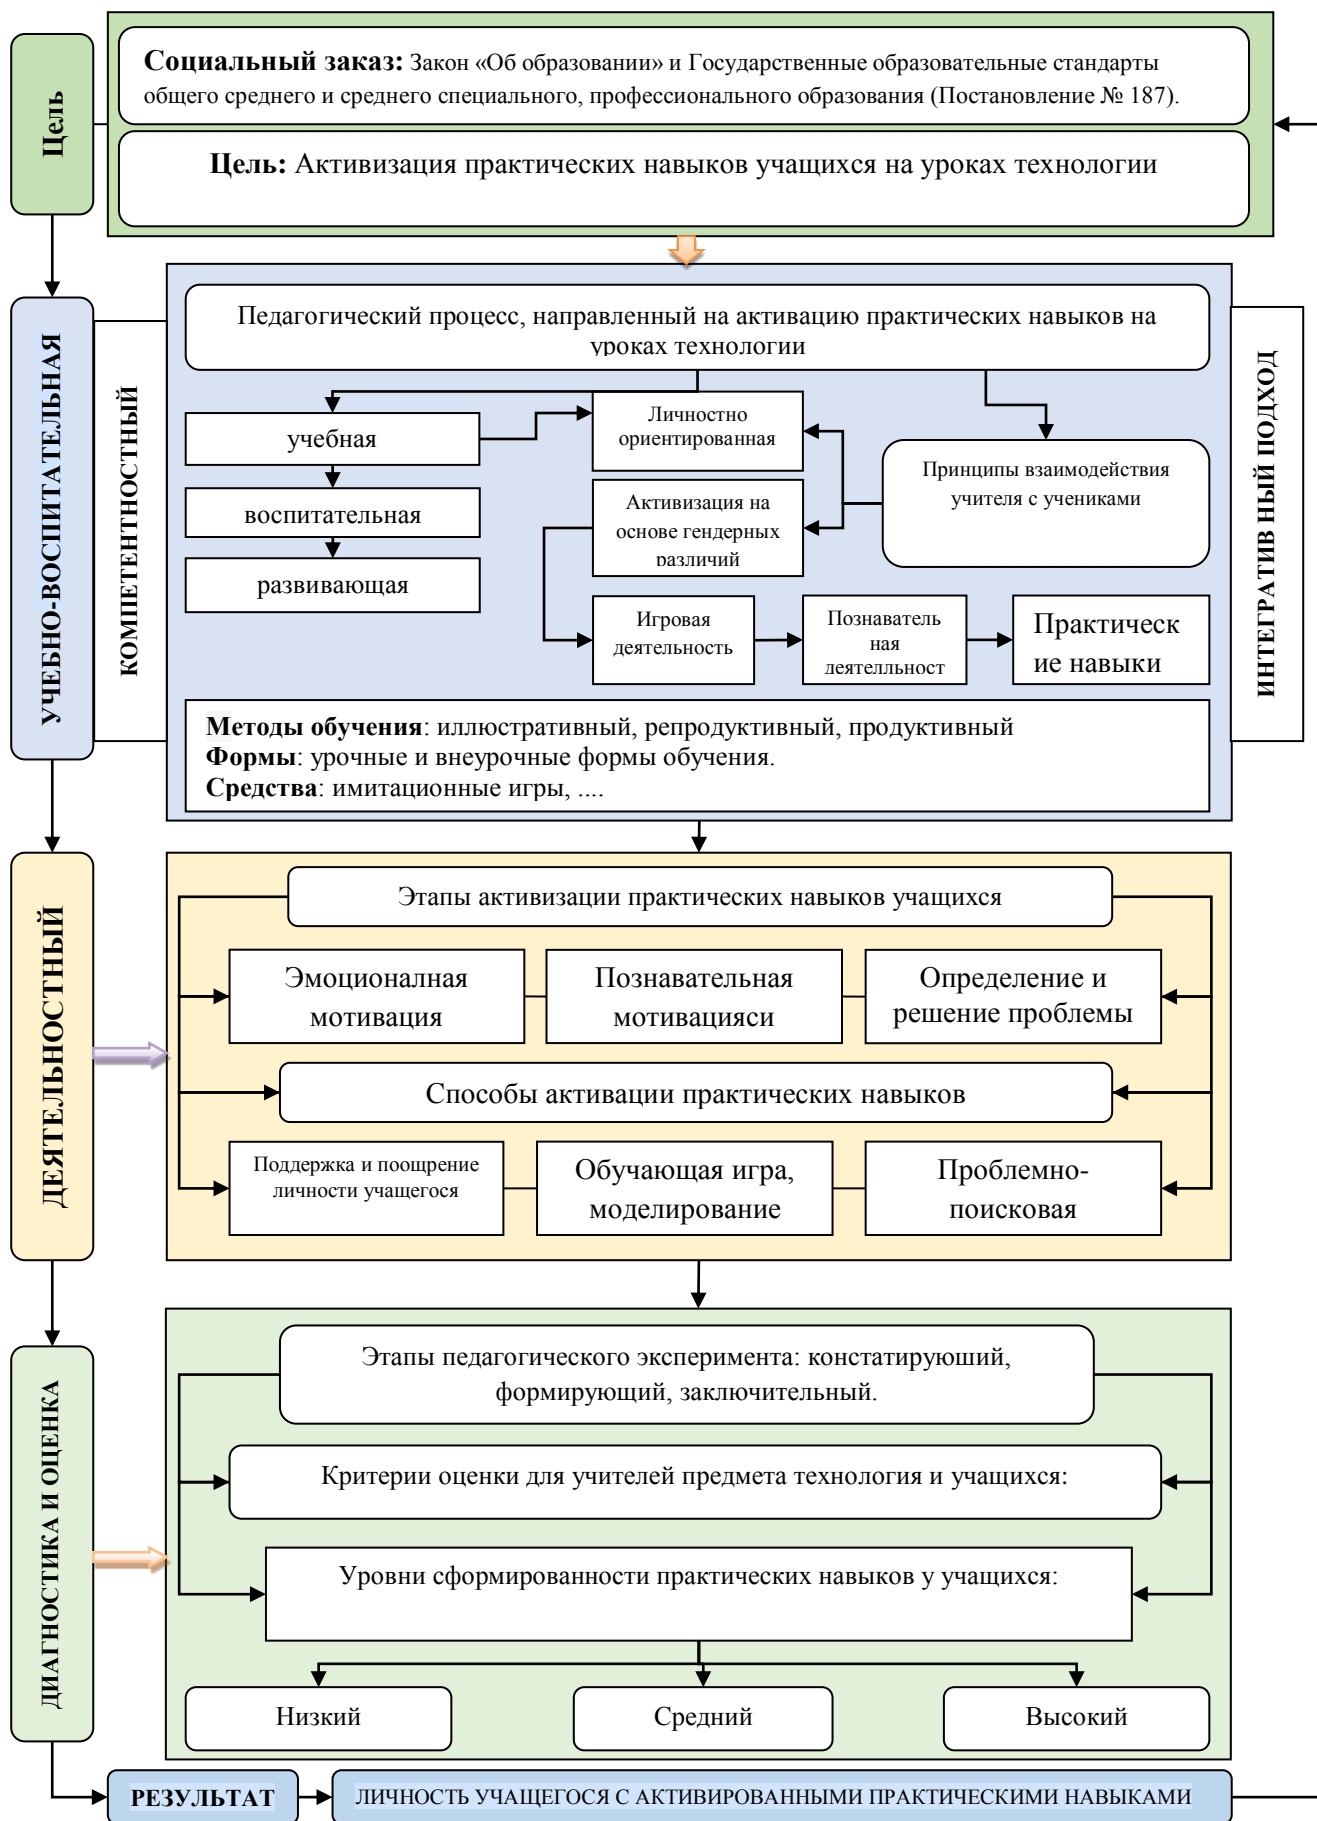 Цель
Социальный заказ: Закон «Об образовании» и Государственные образовательные стандарты
общего среднего и среднего специального, профессионального образования (Постановление № 187).
Цель: Активизация практических навыков учащихся на уроках технологии
УЧЕБНО-ВОСПИТАТЕЛЬНАЯ
КОМПЕТЕНТНОСТНЫЙ
Педагогический процесс, направленный на активацию практических навыков на
уроках технологии
учебная
воспитательная
развивающая
Личностно
ориентированная
Активизация на
основе гендерных
различий
Принципы взаимодействия
учителя с учениками
Игровая
деятельность
Познаватель
ная
деятелльност
Практическ
ие навыки
ИНТЕГРАТИВ НЫЙ ПОДХОД
Методы обучения: иллюстративный, репродуктивный, продуктивный
Формы: урочные и внеурочные формы обучения.
Средства: имитационные игры, ....
ДЕЯТЕЛЬНОСТНЫЙ
Этапы активизации практических навыков учащихся
Эмоционалная
мотивация
Познавательная
мотивацияси
Определение и
решение проблемы
Способы активации практических навыков
Поддержка и поощрение
личности учащегося
Обучающая игра,
моделирование
Проблемно-
поисковая
ДИАГНОСТИКА И ОЦЕНКА
Этапы педагогического эксперимента: констатируюший,
формирующий, заключительный.
Критерии оценки для учителей предмета технология и учащихся:
Уровни сформированности практических навыков у учащихся:
Низкий
Средний
Высокий
РЕЗУЛЬТАТ
ЛИЧНОСТЬ УЧАЩЕГОСЯ С АКТИВИРОВАННЫМИ ПРАКТИЧЕСКИМИ НАВЫКАМИ